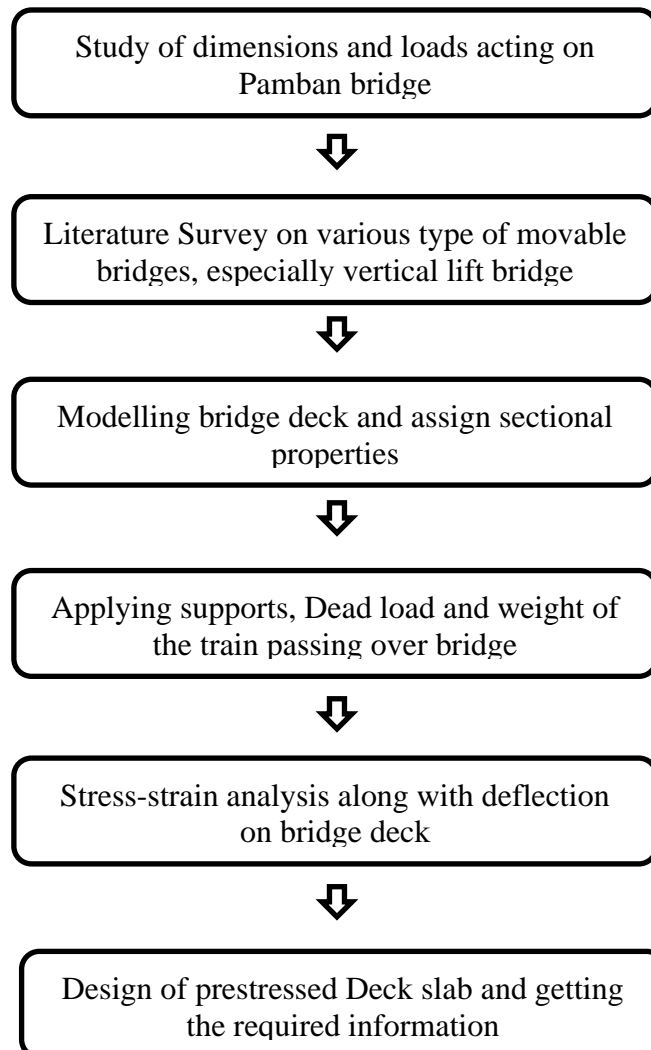 Study of dimensions and loads acting on
Pamban bridge
Literature Survey on various type of movable
bridges, especially vertical lift bridge
Modelling bridge deck and assign sectional
properties
Applying supports, Dead load and weight of
the train passing over bridge
Stress-strain analysis along with deflection
on bridge deck
Design of prestressed Deck slab and getting
the required information